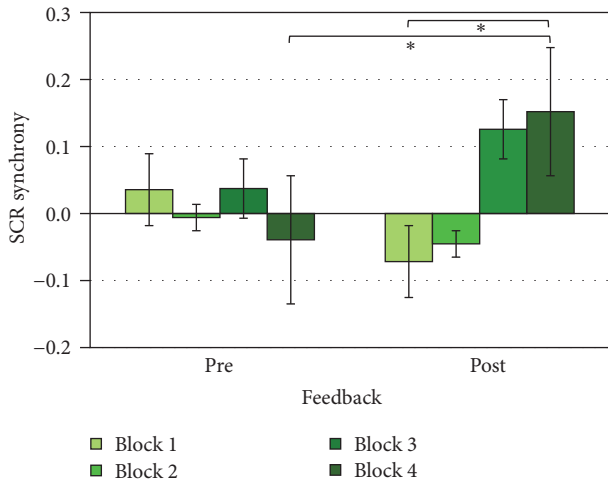 0.3
0.2
0.1
0.0
−0.1
−0.2
SCR synchrony
*
*
Pre
Post
Feedback
Block 1
Block 2
Block 3
Block 4